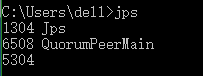 C:\Users\dell>jps
1304 Jps
6508 QuorumPeerMain
5304